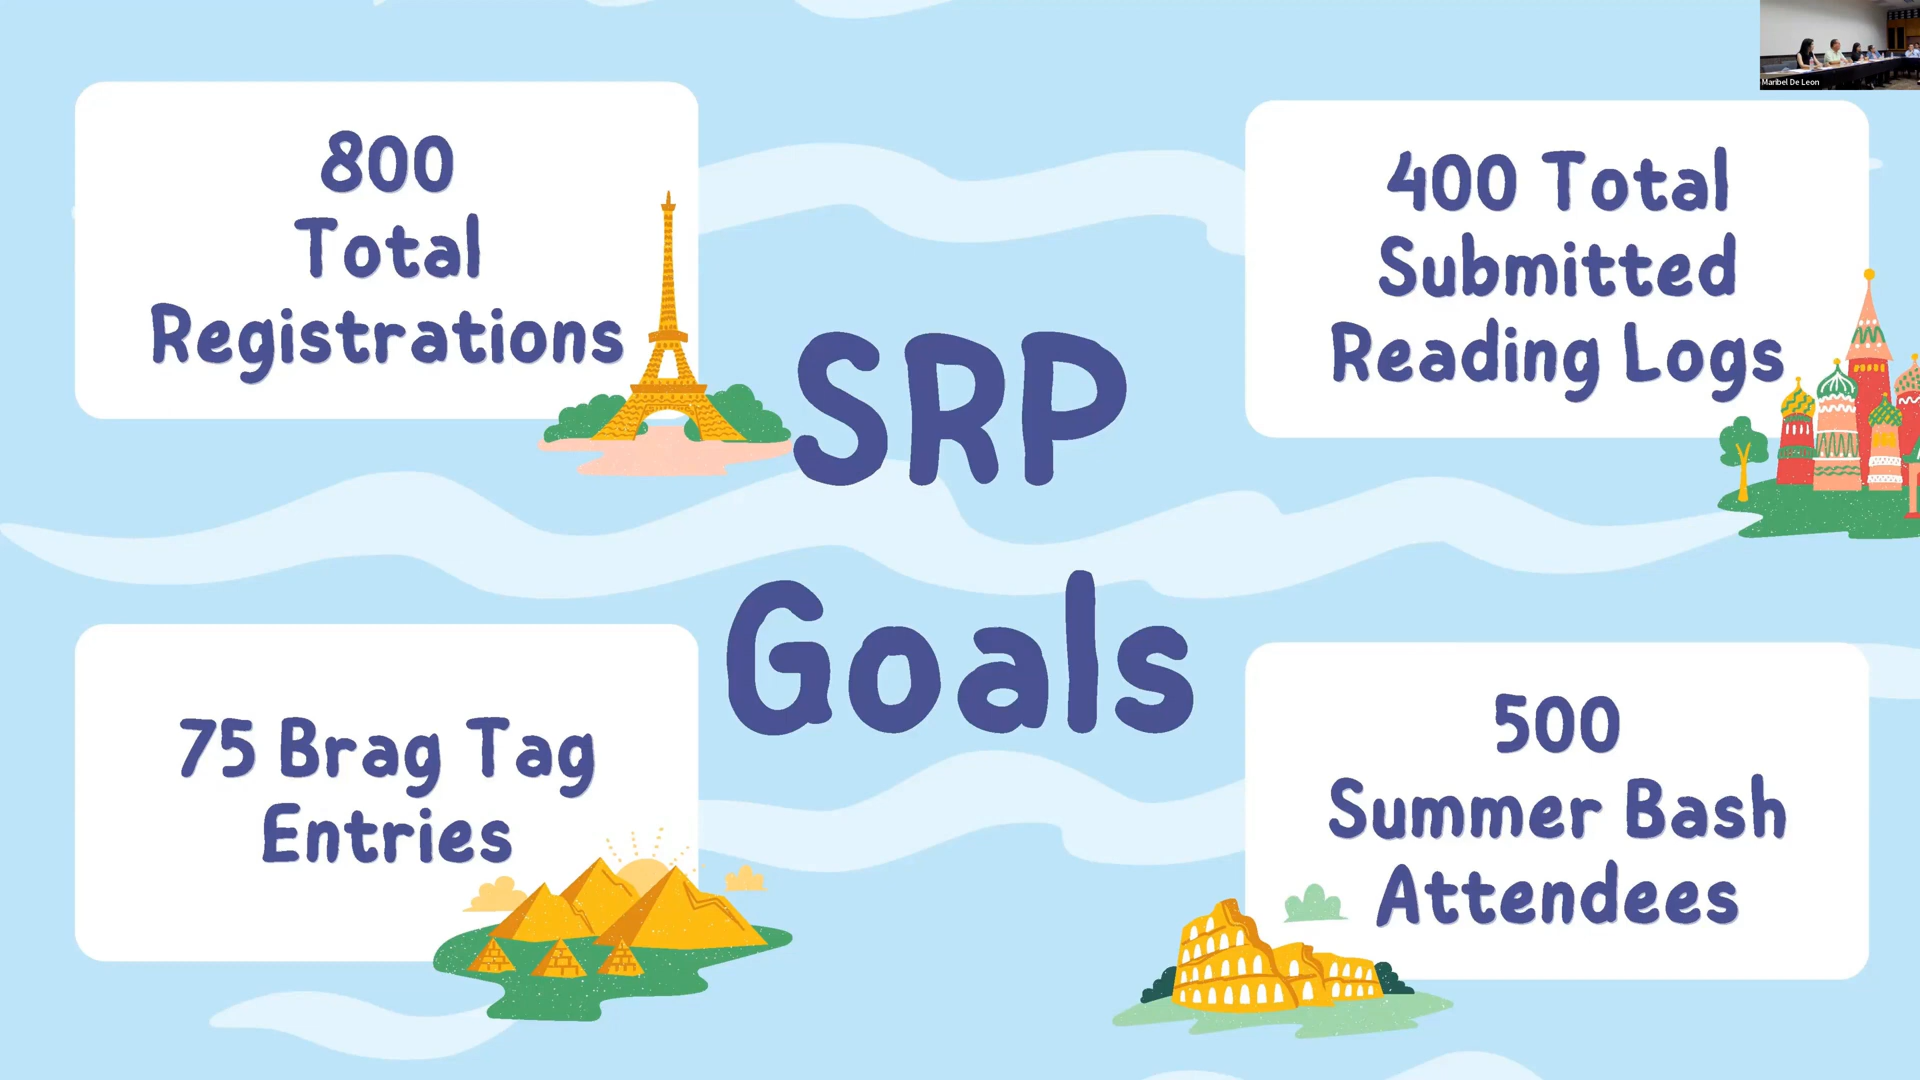 Maribel De Leon
800
Total
Registrations
400 Total
Submitted
Reading Logs
SRP
Goals
75 Brag Tag
Entries
500
Summer Bash
Attendees